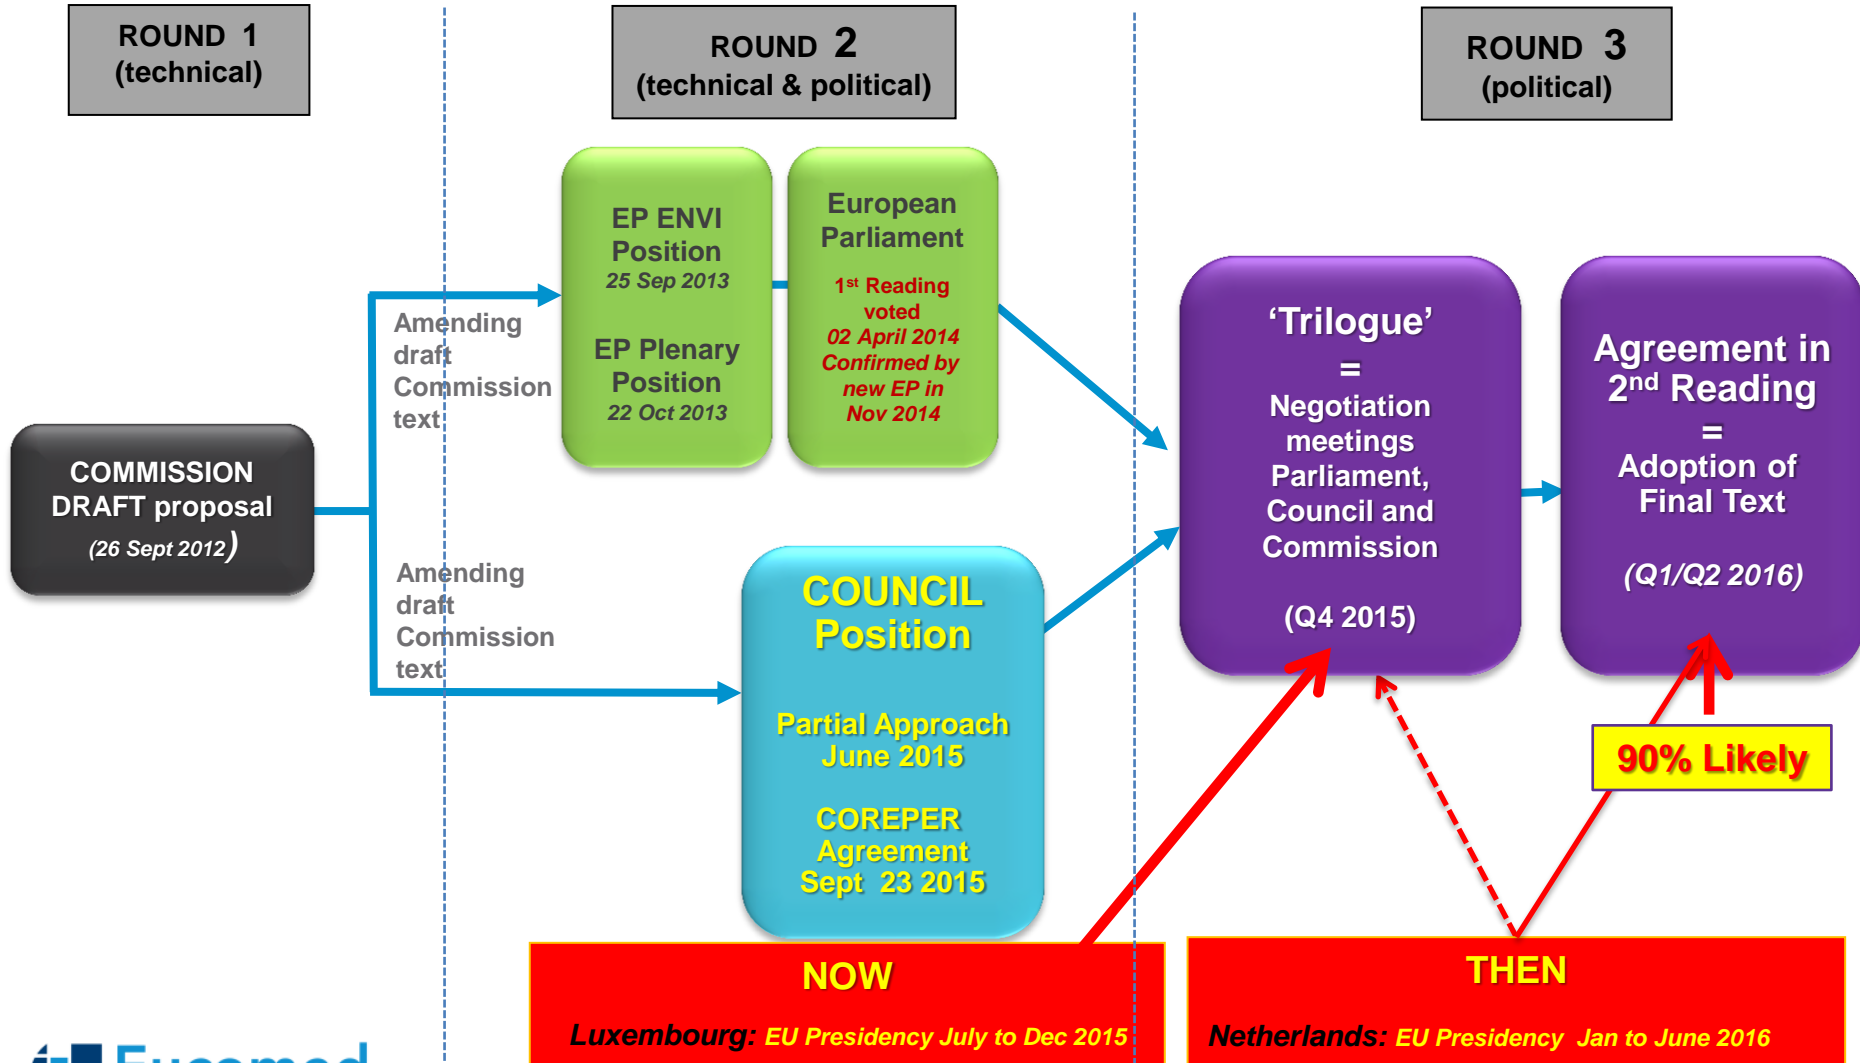 ROUND 1
(technical)
ROUND 2
(technical & political)
ROUND 3
(political)
COMMISSION
DRAFT proposal
(26 Sept 2012)
Amending
draft
Commission
text
Amending
draft
Commission
text
EP ENVI
Position
25 Sep 2013
EP Plenary
Position
22 Oct 2013
European
Parliament
1st Reading
voted
02 April 2014
Confirmed by
new EP in
Nov 2014
COUNCIL
Position
Partial Approach
June 2015
COREPER
Agreement
Sept 23 2015
‘Trilogue’
=
Negotiation
meetings
Parliament,
Council and
Commission
(Q4 2015)
Agreement in
2nd Reading
=
Adoption of
Final Text
(Q1/Q2 2016)
90% Likely
NOW
Luxembourg: EU Presidency July to Dec 2015
THEN
Netherlands: EU Presidency Jan to June 2016
Eucomed